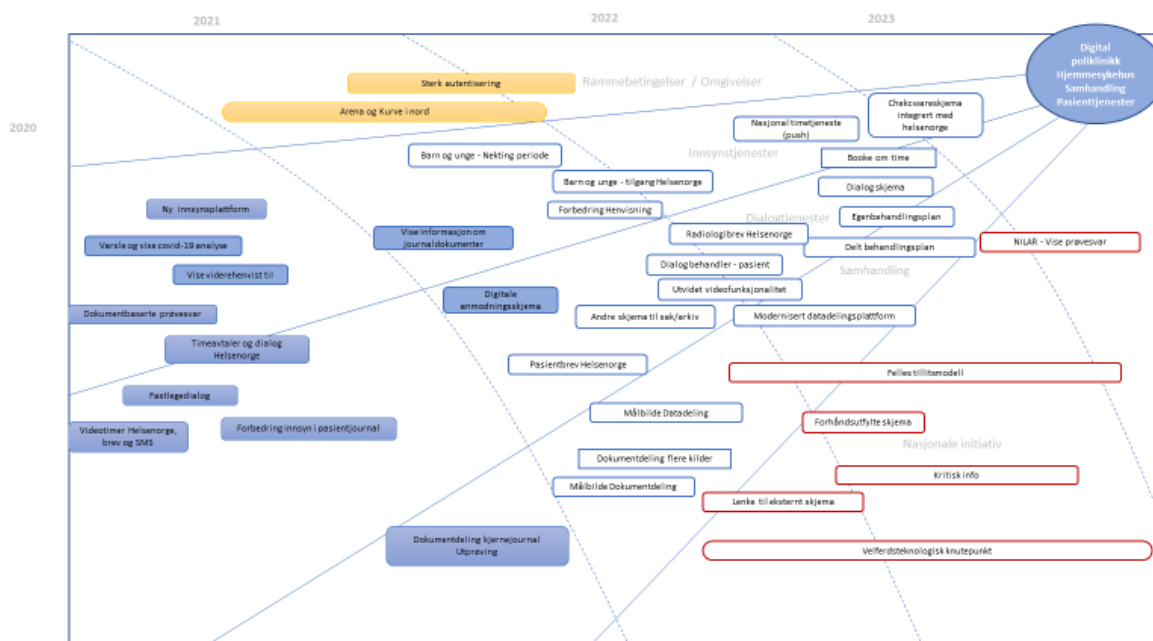 2021
2022
2023
2020
Digital
poliklinikk
Hjemmesykehus
Samhandling
Pasienttjenester
Sterk autentisering
Rammebetingelser / Omgivelser
Arena og Kurve i nord
Chekcwareskjema
integrert med
helsenorge
Nasjonal timetjeneste
(push)
Barn og unge - Nekting periode
Innsynstjenester
Booke om time
Barn og unge - tilgang Helsenorge
Dialog skjema
Ny innsynsplattform
Forbedring Henvisning
Dialogtjenester
Egenbehandlingsplan
Vise informasjon om
journaldokumenter
Radiologibrev Helsenorge
Varsle og vise covid-19 analyse
Delt behandlingsplan
NILAR - Vise prøvesvar
Vise viderehenvist til
Dialog behandler - pasient
Samhandling
Digitale
anmodningsskjema
Utvidet videofunksjonalitet
Dokumentbaserte prøvesvar
Andre skjema til sak/arkiv
Modernisert datadelingsplattform
Timeavtaler og dialog
Helsenorge
Pasientbrev Helsenorge
Felles tillitsmodell
Fastlegedialog
Målbilde Datadeling
Forhåndsutfylte skjema
Videotimer Helsenorge,
brev og SMS
Forbedring innsyn i pasientjournal
Nasjonale initiativ
Dokumentdeling flere kilder
Kritisk info
Målbilde Dokumentdeling
Lenke til eksternt skjema
Dokumentdeling kjernejournal
Utprøving
Velferdsteknologisk knutepunkt